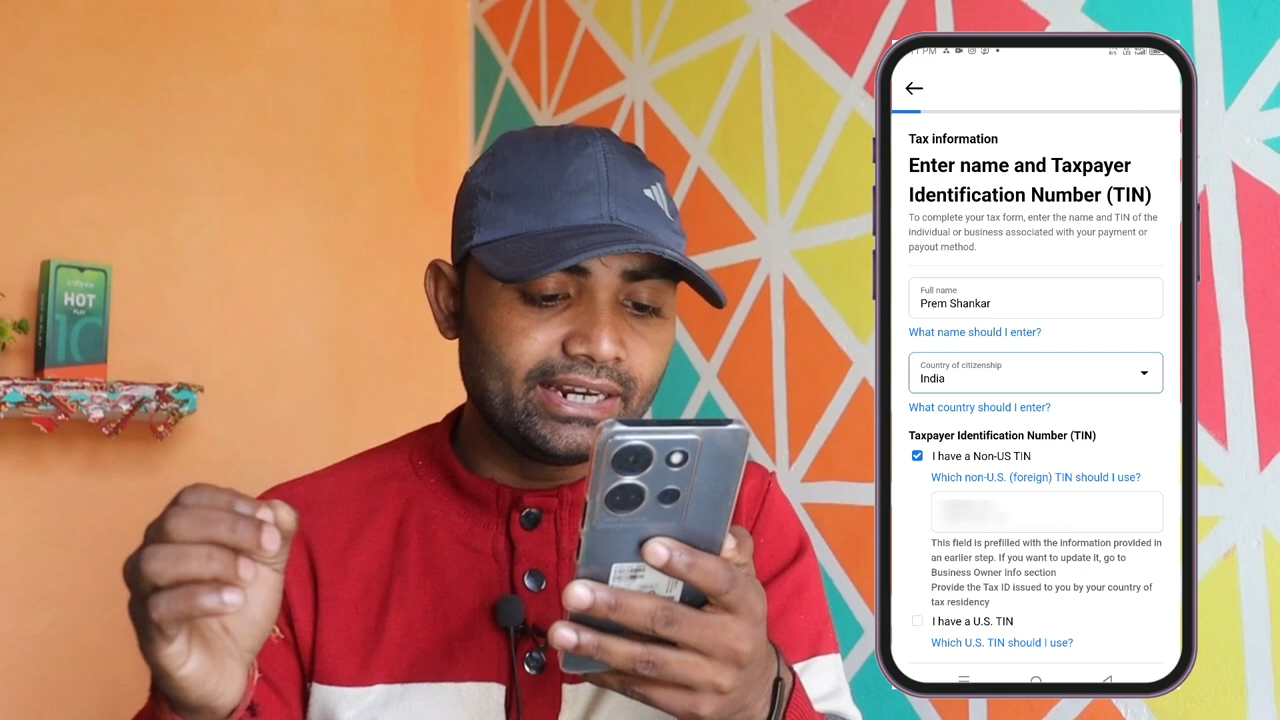 Infinix
HOT
10
PM
Tax information
Enter name and Taxpayer
Identification Number (TIN)
To complete your tax form, enter the name and TIN of the
individual or business associated with your payment or
payout method.
Full name
Prem Shankar
What name should I enter?
Country of citizenship
India
What country should I enter?
Taxpayer Identification Number (TIN)
I have a Non-US TIN
Which non-U.S. (foreign) TIN should I use?
This field is prefilled with the information provided in
an earlier step. If you want to update it, go to
Business Owner Info section
Provide the Tax ID issued to you by your country of
tax residency
I have a U.S. TIN
Which U.S. TIN should I use?